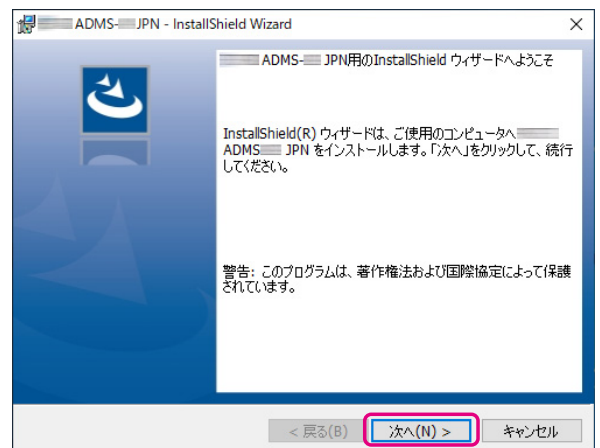 ADMS- JPN - InstallShield Wizard
ADMS- JPN用のInstallShield ウィザードへようこそ
InstallShield(R) ウィザードは、ご使用のコンピュータへ
ADMS JPN をインストールします。「次へ」をクリックして、続行
してください。
警告: このプログラムは、著作権法および国際協定によって保護
されています。
< 戻る(B)
次へ(N) >
キャンセル